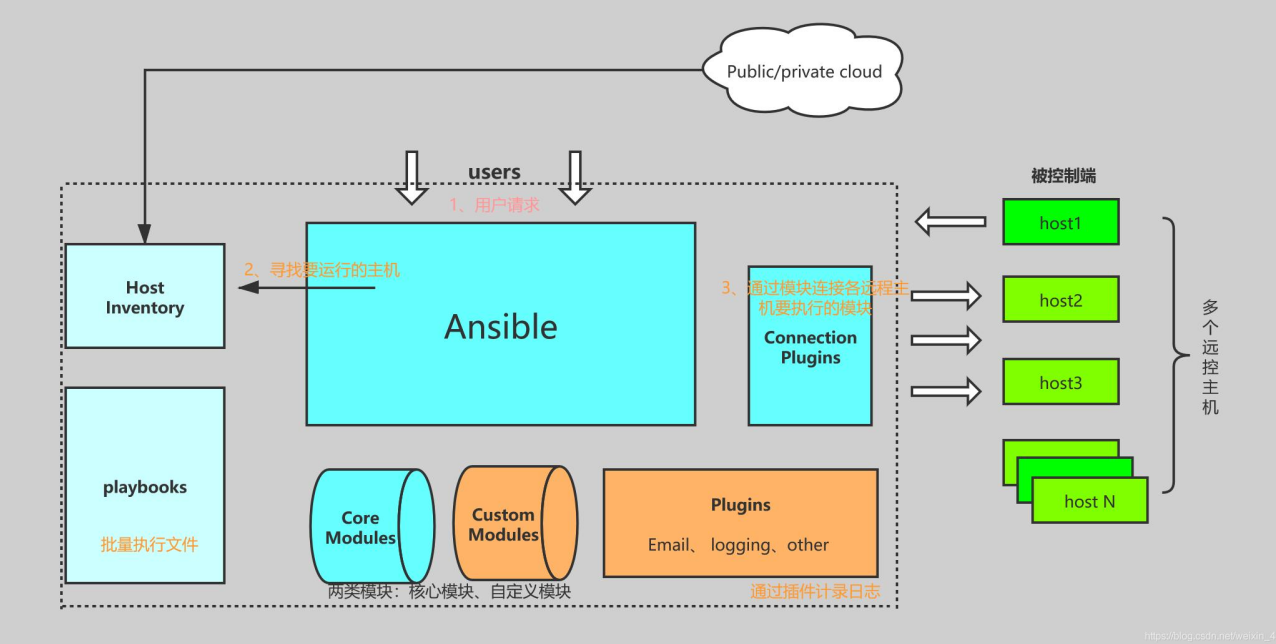 Public/private cloud
users
1、用户请求
被控制端
host1
Host
Inventory
2、寻找要运行的主机
Ansible
3、通过模块连接各远程主
机要执行的模块
Connection
Plugins
host2
host3
host N
多个远控主机
playbooks
批量执行文件
Core
Modules
Custom
Modules
两类模块：核心模块、自定义模块
Plugins
Email、 logging、other
通过插件计录日志
https://blog.csdn.net/weixin_4